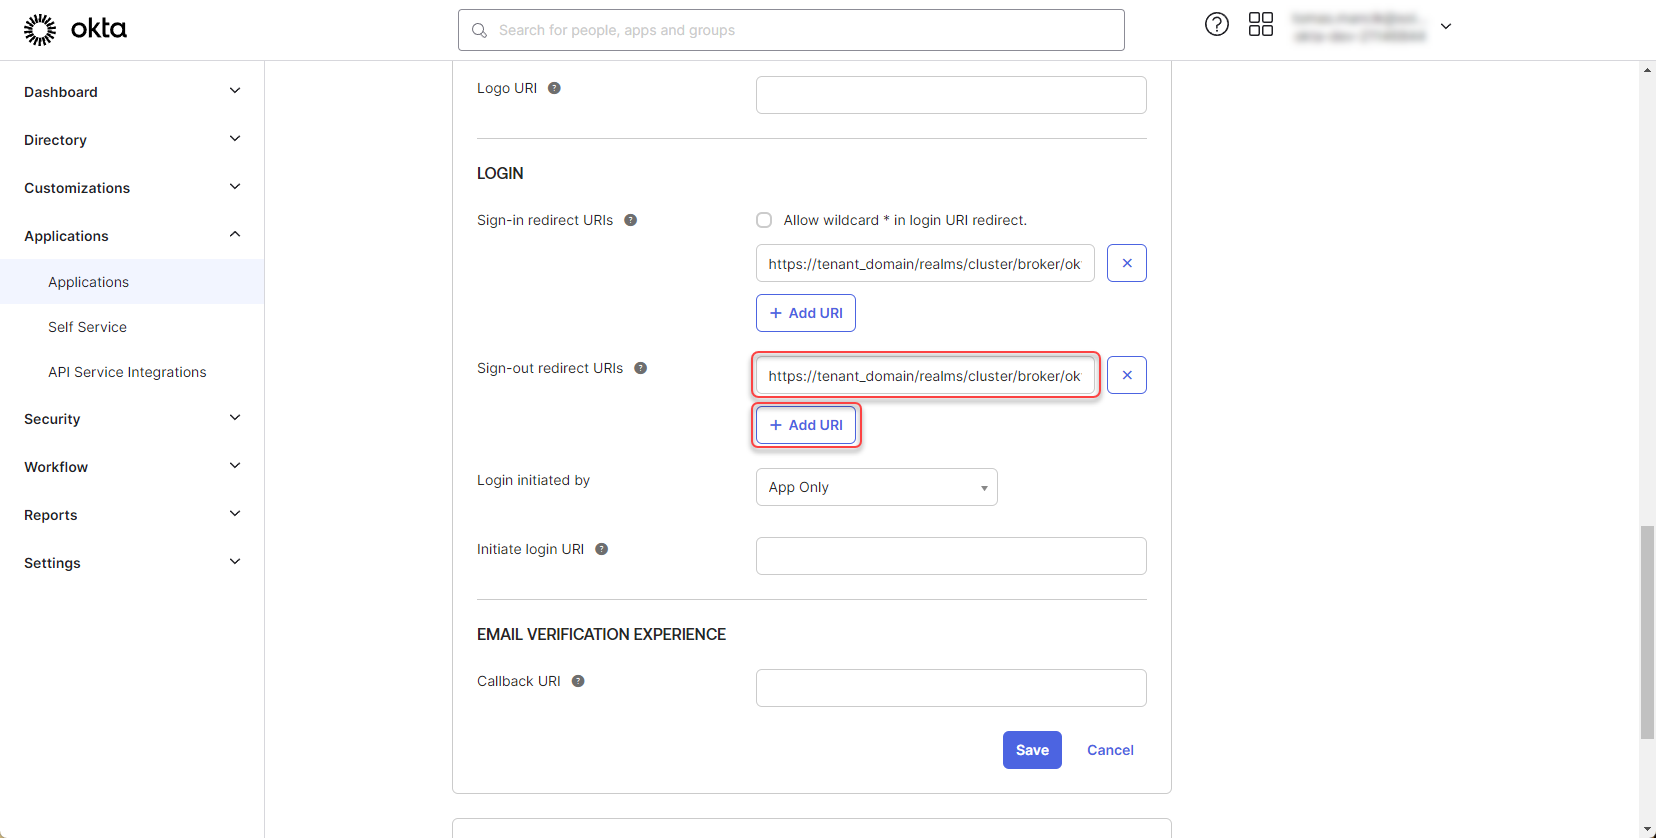 okta
Search for people, apps and groups
Dashboard
Directory
Customizations
Applications
Applications
Self Service
API Service Integrations
Security
Workflow
Reports
Settings
Logo URI
LOGIN
Sign-in redirect URIs
Allow wildcard * in login URI redirect.
https://tenant_domain/realms/cluster/broker/ok
+ Add URI
Sign-out redirect URIs
https://tenant_domain/realms/cluster/broker/ok
+ Add URI
Login initiated by
App Only
Initiate login URI
EMAIL VERIFICATION EXPERIENCE
Callback URI
Save
Cancel